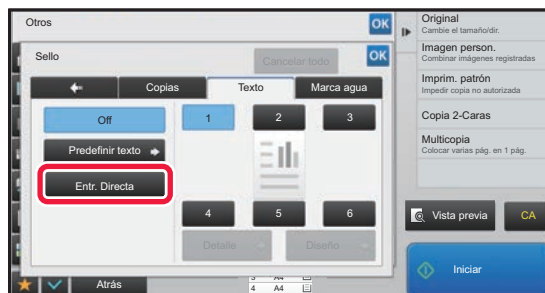 Otros
OK
Sello
Cancelar todo
OK
Copias
Texto
Marca agua
Off
Predefinir texto
Entr. Directa
1
2
3
4
5
6
Detalle
Diseño
Atrás
3 A4
4 A4
Original
Cambie el tamaño/dir.
Imagen person.
Combinar imágenes registradas
Imprim. patrón
Impedir copia no autorizada
Copia 2-Caras
Multicopia
Colocar varias pág. en 1 pág.
Vista previa
CA
Iniciar